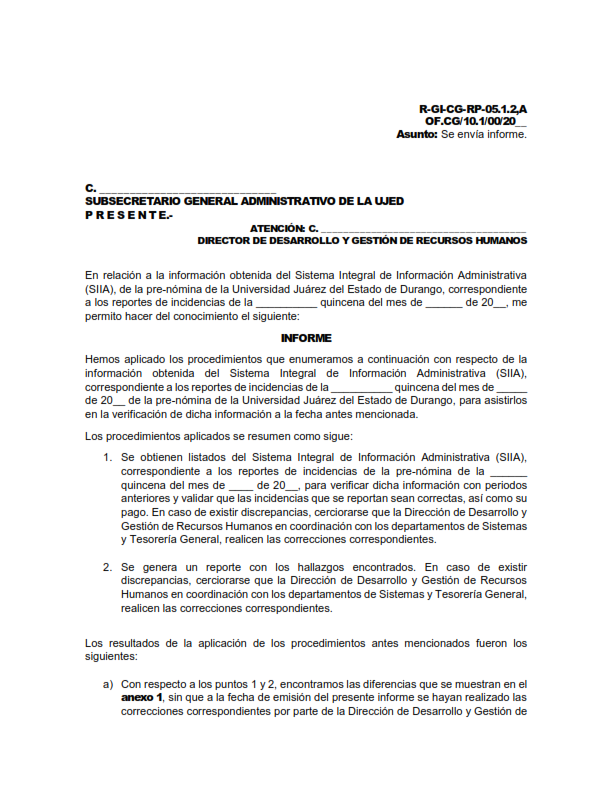 R-GI-CG-RP-05.1.2,A
OF.CG/10.1/00/20__
Asunto: Se envía informe.
C. _____________________________
SUBSECRETARIO GENERAL ADMINISTRATIVO DE LA UJED
P R E S E N T E.-
ATENCIÓN: C. _____________________________________
DIRECTOR DE DESARROLLO Y GESTIÓN DE RECURSOS HUMANOS
En relación a la información obtenida del Sistema Integral de Información Administrativa
(SIIA), de la pre-nómina de la Universidad Juárez del Estado de Durango, correspondiente
a los reportes de incidencias de la __________ quincena del mes de ______ de 20__, me
permito hacer del conocimiento el siguiente:
INFORME
Hemos aplicado los procedimientos que enumeramos a continuación con respecto de la
información obtenida del Sistema Integral de Información Administrativa (SIIA),
correspondiente a los reportes de incidencias de la __________ quincena del mes de _____
de 20__ de la pre-nómina de la Universidad Juárez del Estado de Durango, para asistirlos
en la verificación de dicha información a la fecha antes mencionada.
Los procedimientos aplicados se resumen como sigue:
1. Se obtienen listados del Sistema Integral de Información Administrativa (SIIA),
correspondiente a los reportes de incidencias de la pre-nómina de la ______
quincena del mes de ____ de 20__, para verificar dicha información con periodos
anteriores y validar que las incidencias que se reportan sean correctas, así como su
pago. En caso de existir discrepancias, cerciorarse que la Dirección de Desarrollo y
Gestión de Recursos Humanos en coordinación con los departamentos de Sistemas
y Tesorería General, realicen las correcciones correspondientes.
2. Se genera un reporte con los hallazgos encontrados. En caso de existir
discrepancias, cerciorarse que la Dirección de Desarrollo y Gestión de Recursos
Humanos en coordinación con los departamentos de Sistemas y Tesorería General,
realicen las correcciones correspondientes.
Los resultados de la aplicación de los procedimientos antes mencionados fueron los
siguientes:
a) Con respecto a los puntos 1 y 2, encontramos las diferencias que se muestran en el
anexo 1, sin que a la fecha de emisión del presente informe se hayan realizado las
correcciones correspondientes por parte de la Dirección de Desarrollo y Gestión de